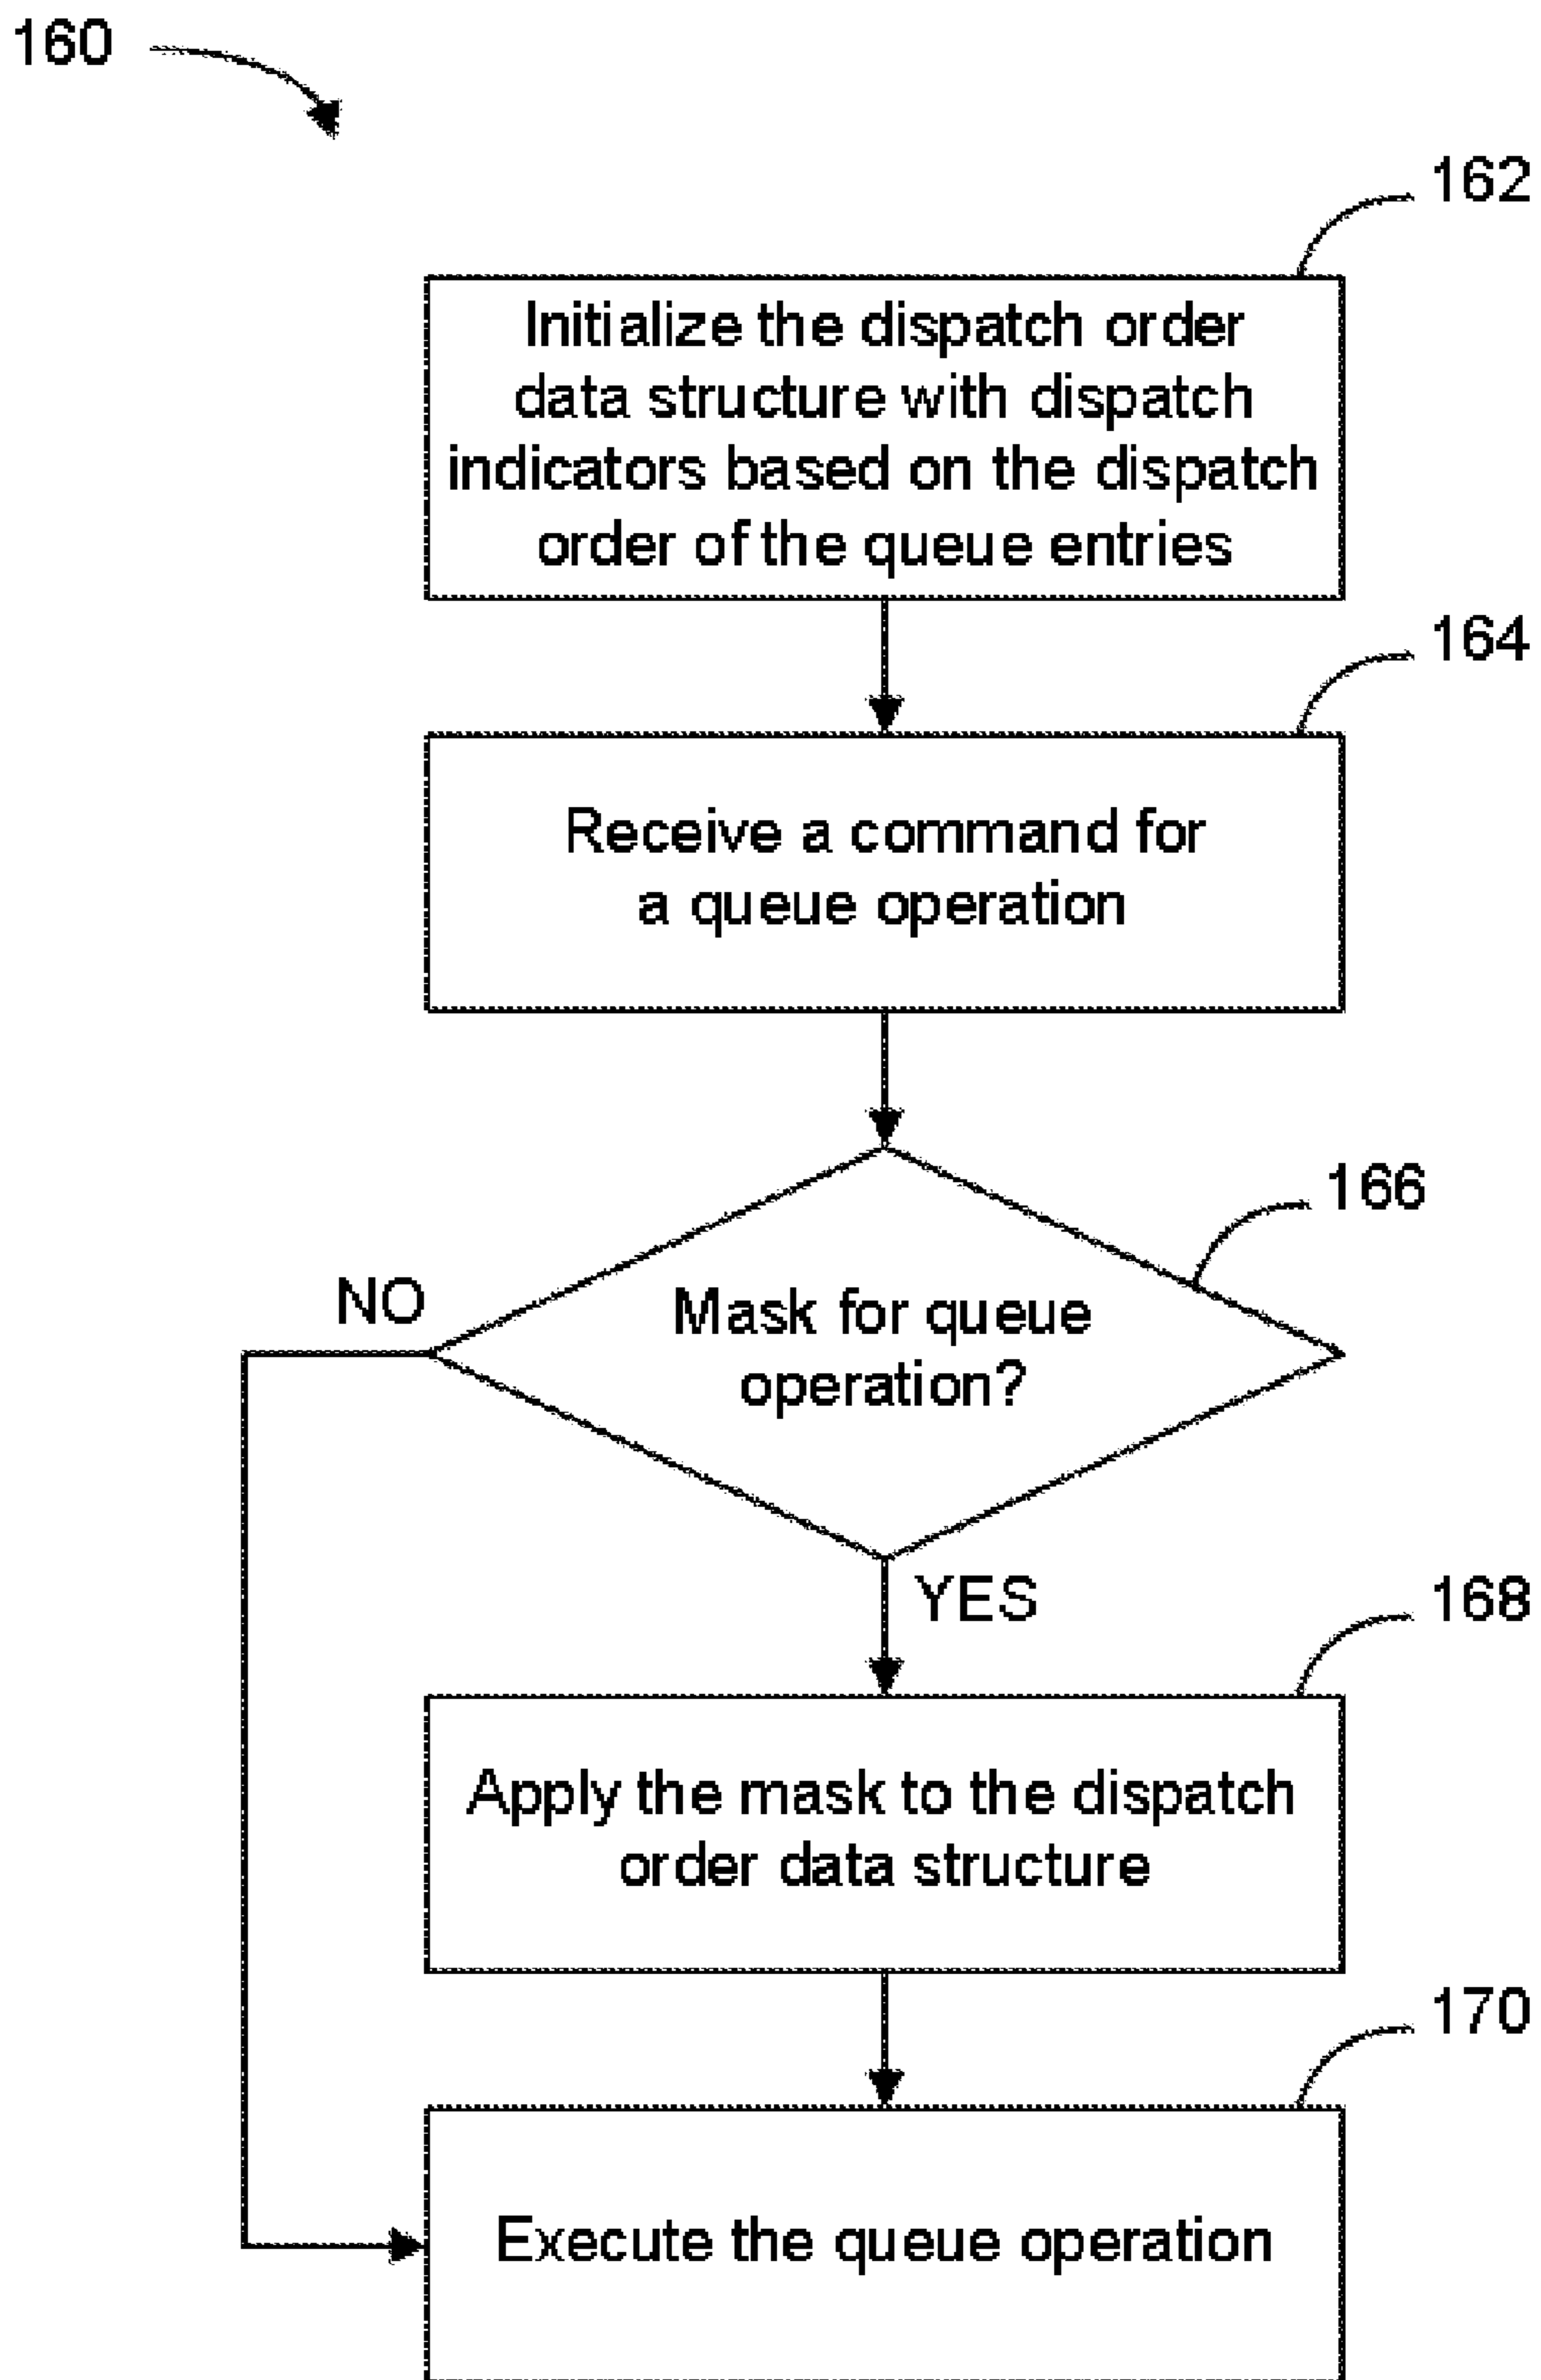 160
162
Initialize the dispatch order
data structure with dispatch
indicators based on the dispatch
order of the queue entries
164
Receive a command for
a queue operation
166
Mask for queue
operation?
NO
YES
168
Apply the mask to the dispatch
order data structure
170
Execute the queue operation